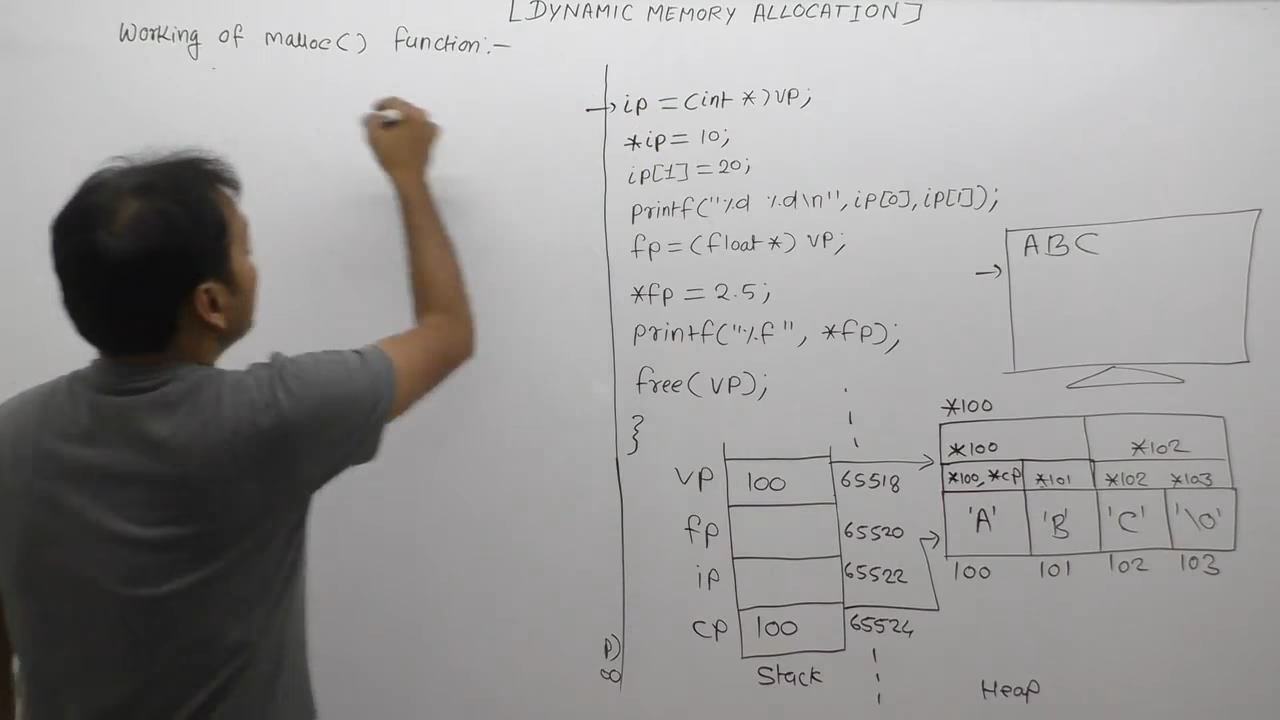 [DYNAMIC MEMORY ALLOCATION]
Working of malloc() function:-
ip = (int *) vp;
*ip = 10;
ip[1] = 20;
printf("%d %d\n", ip[0], ip[1]);
fp = (float *) vp;
*fp = 2.5;
printf("%f", *fp);
free(vp);
}
ABC
*100
*100 *102
*100, *cp *101 *102 *103
'A' 'B' 'C' '\0'
100 101 102 103
vp 100 65518
fp 65520
ip 65522
cp 100 65524
Stack
Heap